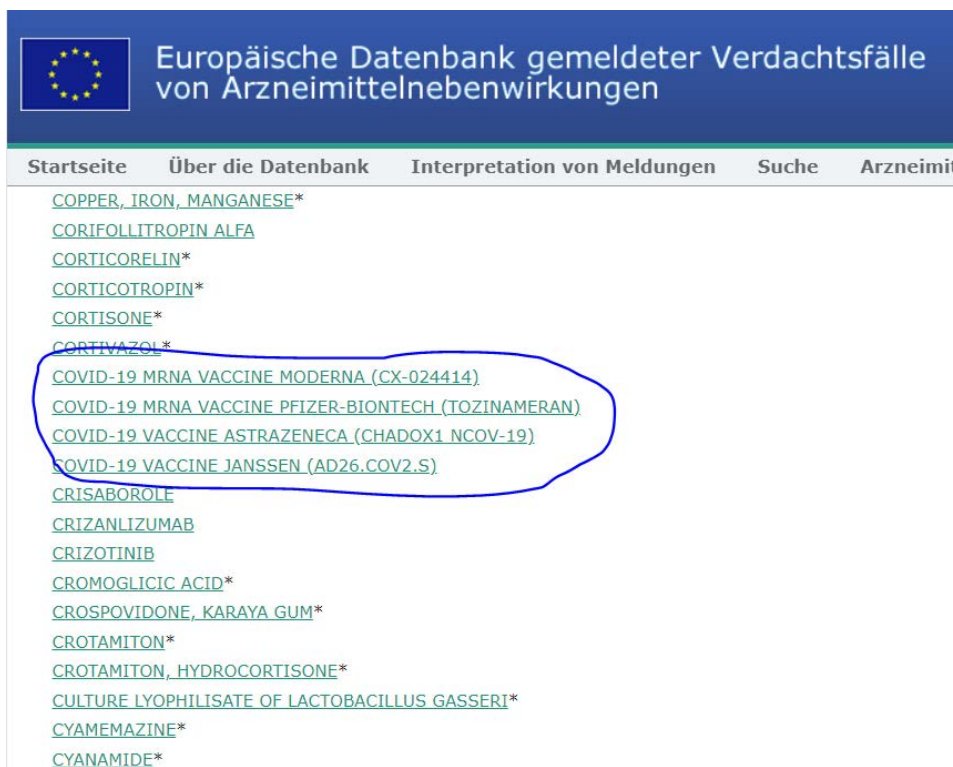 Europäische Datenbank gemeldeter Verdachtsfälle
von Arzneimittelnebenwirkungen
Startseite Über die Datenbank Interpretation von Meldungen Suche Arzneimit
COPPER, IRON, MANGANESE*
CORIFOLLITROPIN ALFA
CORTICORELIN*
CORTICOTROPIN*
CORTISONE*
CORTIVAZOL*
COVID-19 MRNA VACCINE MODERNA (CX-024414)
COVID-19 MRNA VACCINE PFIZER-BIONTECH (TOZINAMERAN)
COVID-19 VACCINE ASTRAZENECA (CHADOX1 NCOV-19)
COVID-19 VACCINE JANSSEN (AD26.COV2.S)
CRISABOROLE
CRIZANLIZUMAB
CRIZOTINIB
CROMOGLICIC ACID*
CROSPOVIDONE, KARAYA GUM*
CROTAMITON*
CROTAMITON, HYDROCORTISONE*
CULTURE LYOPHILISATE OF LACTOBACILLUS GASSERI*
CYAMEMAZINE*
CYANAMIDE*